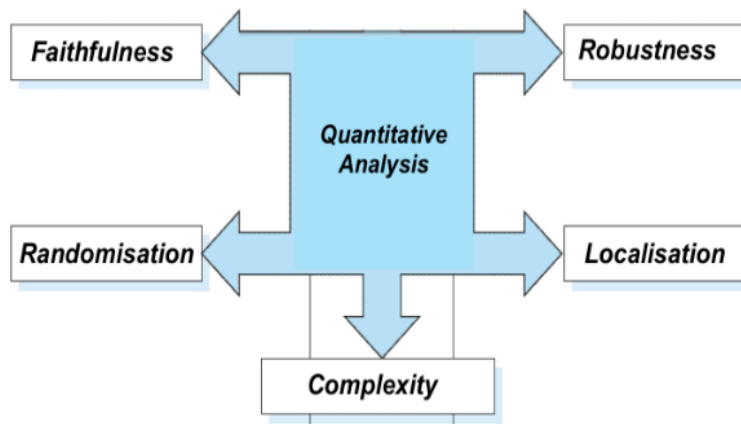 Faithfulness
Robustness
Quantitative
Analysis
Randomisation
Localisation
Complexity